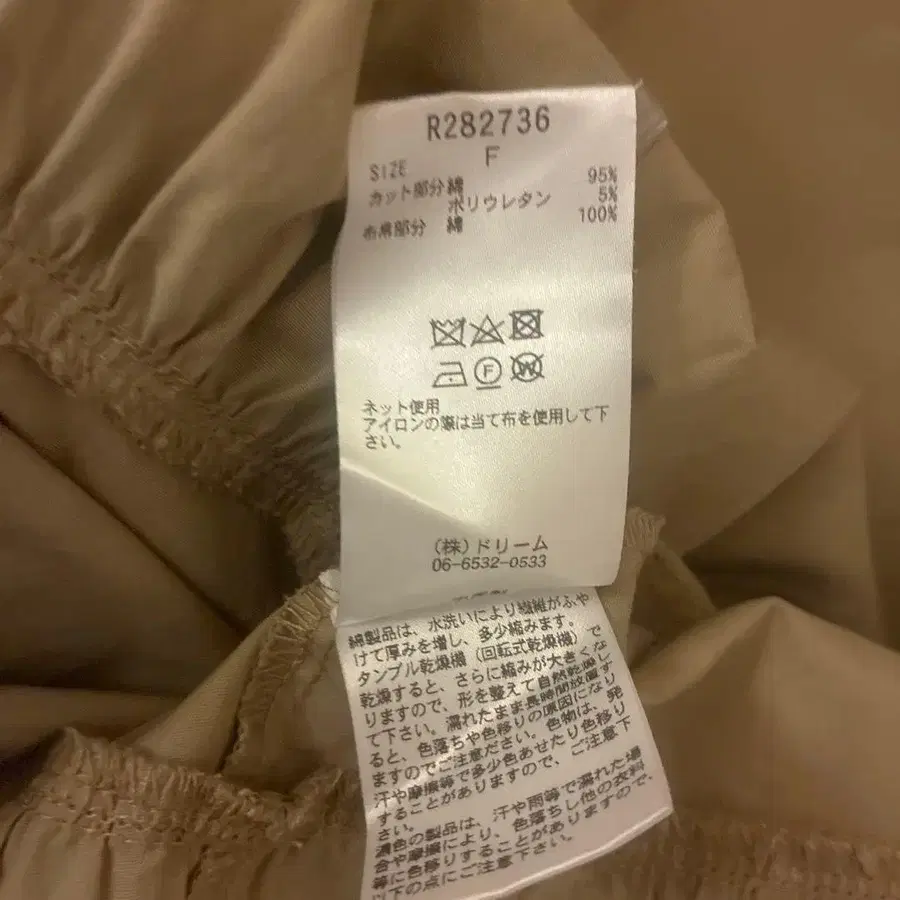 R282736
SIZE F
カット部分 綿 95%
ポリウレタン 5%
布帛部分 綿 100%
F
W
ネット使用
アイロンの際は当て布を使用して下
さい。
(株)ドリーム
06-6532-0533
綿製品は、水洗いにより繊維がふや
けて厚みを増し、多少縮みます。
タンブル乾燥機(回転式乾燥機)で
乾燥すると、さらに縮みが大きくな
りますので、形を整えて自然乾燥し
て下さい。濡れたまま長時間放置す
ると、色落ちや色移りの原因になり
ますのでご注意ください。色物は、発
汗や摩擦等で多少色あせたり色移り
することがありますので、ご注意下
さい。
濃色の製品は、汗や雨等で濡れた場
合や摩擦により、色落ちし他の衣料
等に色移りすることがありますので、
以下の点にご注意下さい。